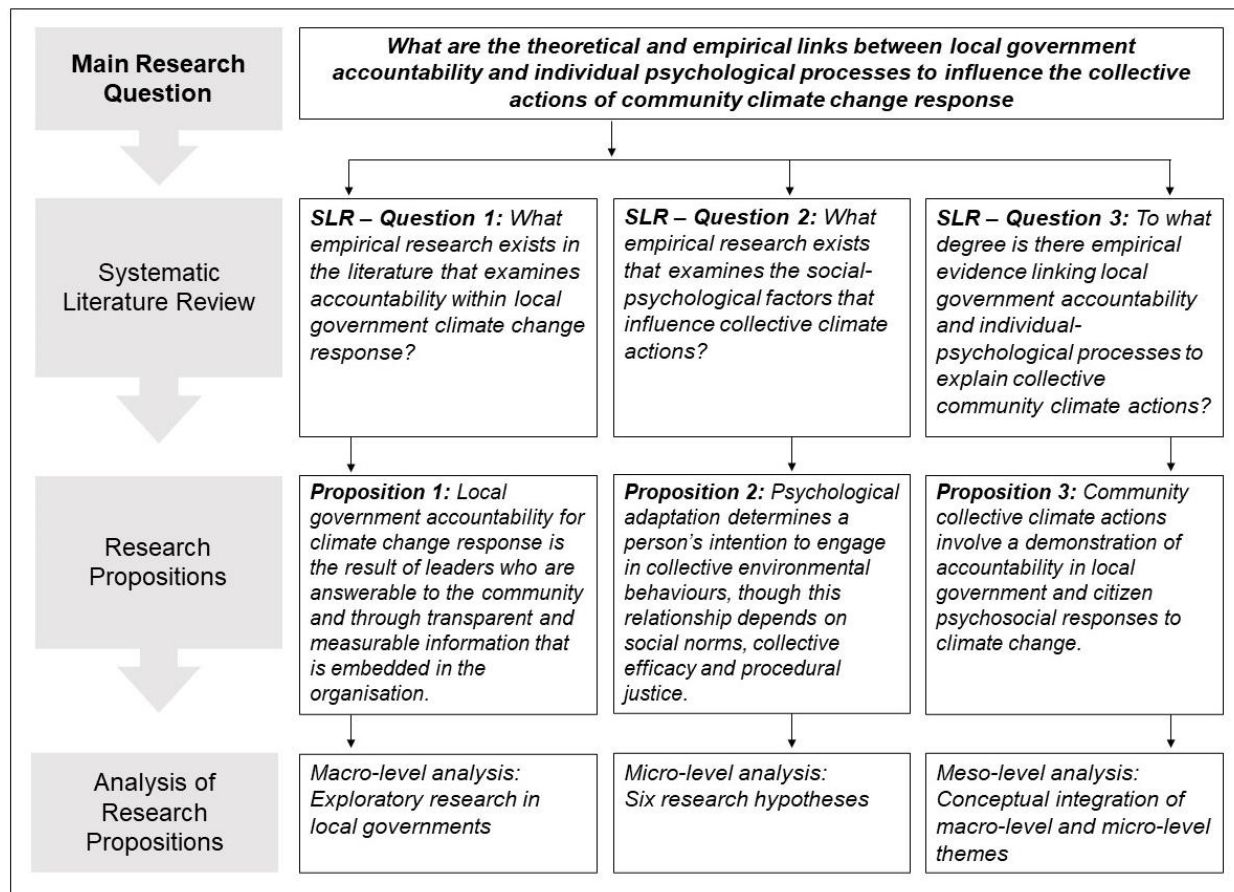 Main Research
Question
What are the theoretical and empirical links between local government
accountability and individual psychological processes to influence the collective
actions of community climate change response
Systematic
Literature Review
SLR – Question 1: What
empirical research exists in
the literature that examines
accountability within local
government climate change
response?
SLR – Question 2: What
empirical research exists
that examines the social-
psychological factors that
influence collective climate
actions?
SLR – Question 3: To what
degree is there empirical
evidence linking local
government accountability
and individual-
psychological processes to
explain collective
community climate actions?
Research
Propositions
Proposition 1: Local
government accountability for
climate change response is
the result of leaders who are
answerable to the community
and through transparent and
measurable information that
is embedded in the
organisation.
Proposition 2: Psychological
adaptation determines a
person’s intention to engage
in collective environmental
behaviours, though this
relationship depends on
social norms, collective
efficacy and procedural
justice.
Proposition 3: Community
collective climate actions
involve a demonstration of
accountability in local
government and citizen
psychosocial responses to
climate change.
Analysis of
Research
Propositions
Macro-level analysis:
Exploratory research in
local governments
Micro-level analysis:
Six research hypotheses
Meso-level analysis:
Conceptual integration of
macro-level and micro-level
themes